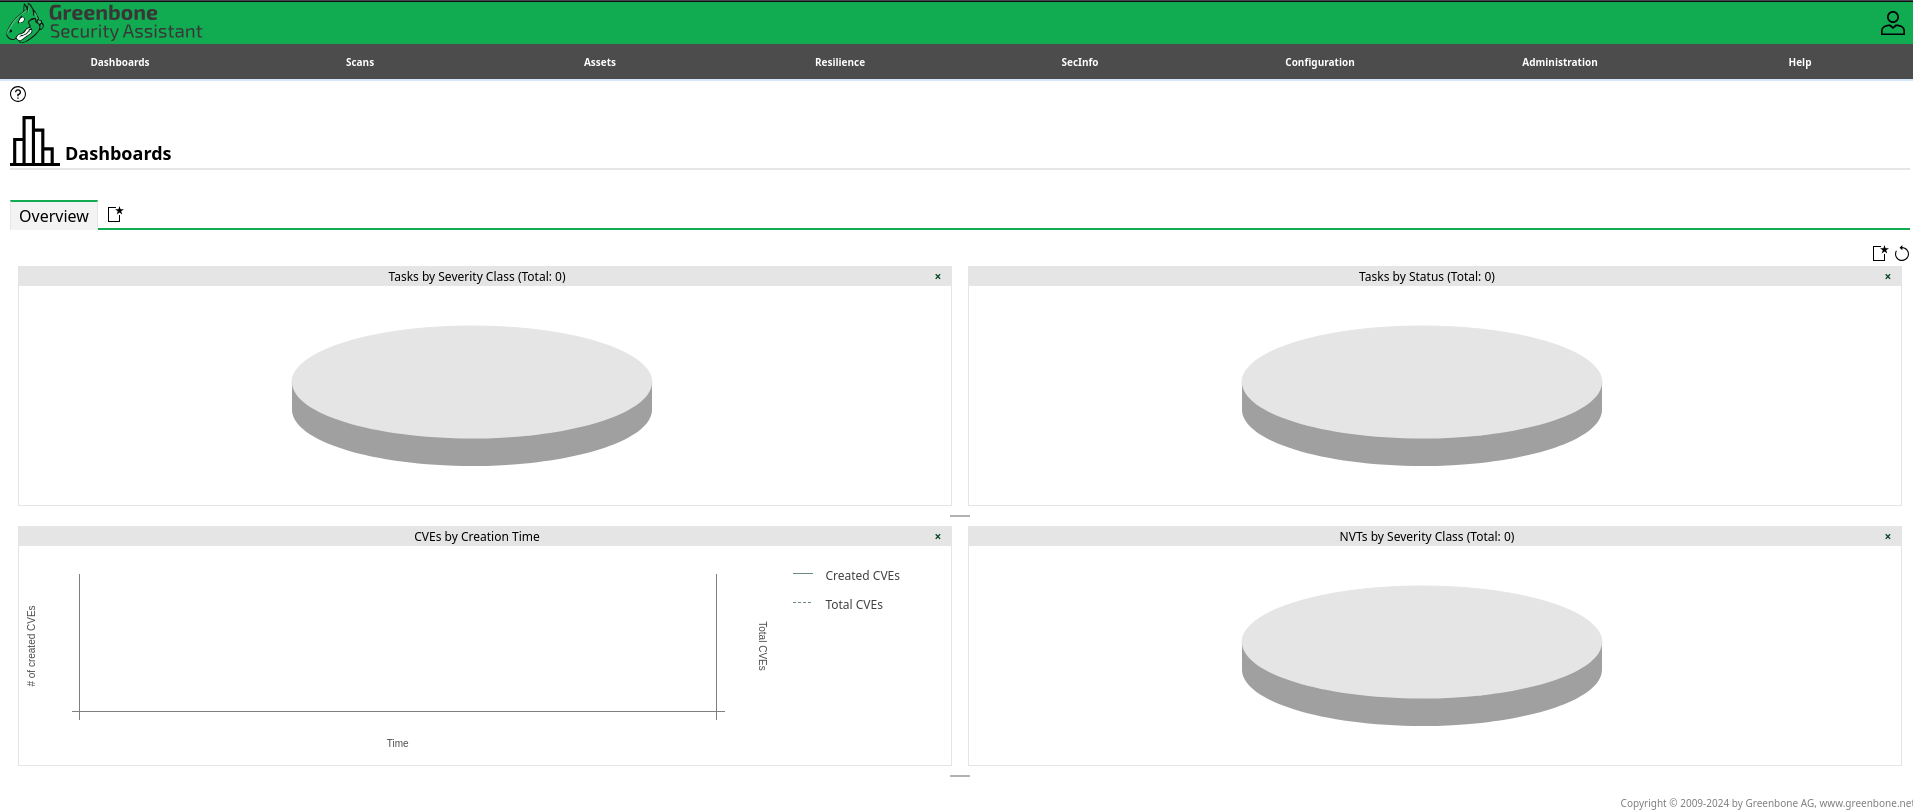 Greenbone
Security Assistant
Dashboards
Scans
Assets
Resilience
SecInfo
Configuration
Administration
Help
Dashboards
Overview
Tasks by Severity Class (Total: 0)
Tasks by Status (Total: 0)
CVEs by Creation Time
# of created CVEs
Time
Total CVEs
Created CVEs
Total CVEs
NVTs by Severity Class (Total: 0)
Copyright © 2009-2024 by Greenbone AG, www.greenbone.net